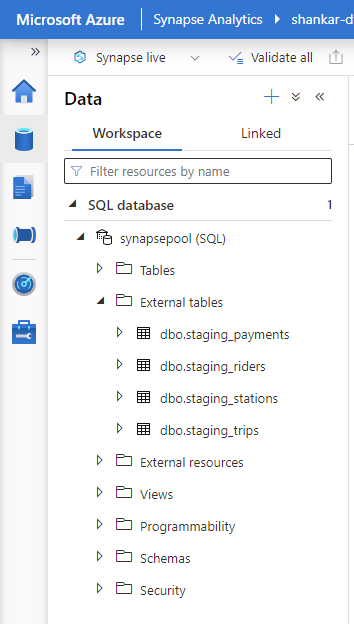 Microsoft Azure Synapse Analytics shankar-d
Synapse live Validate all
Data
Workspace Linked
Filter resources by name
SQL database 1
synapsepool (SQL)
Tables
External tables
dbo.staging_payments
dbo.staging_riders
dbo.staging_stations
dbo.staging_trips
External resources
Views
Programmability
Schemas
Security